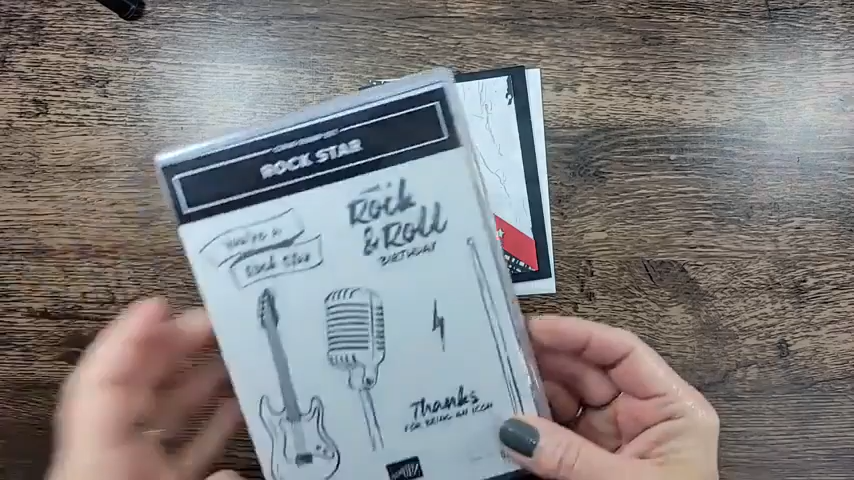 ROCK STAR
you're a
Rock Star
Rock
& Roll
BIRTHDAY
Thanks
FOR BEING AN ICON